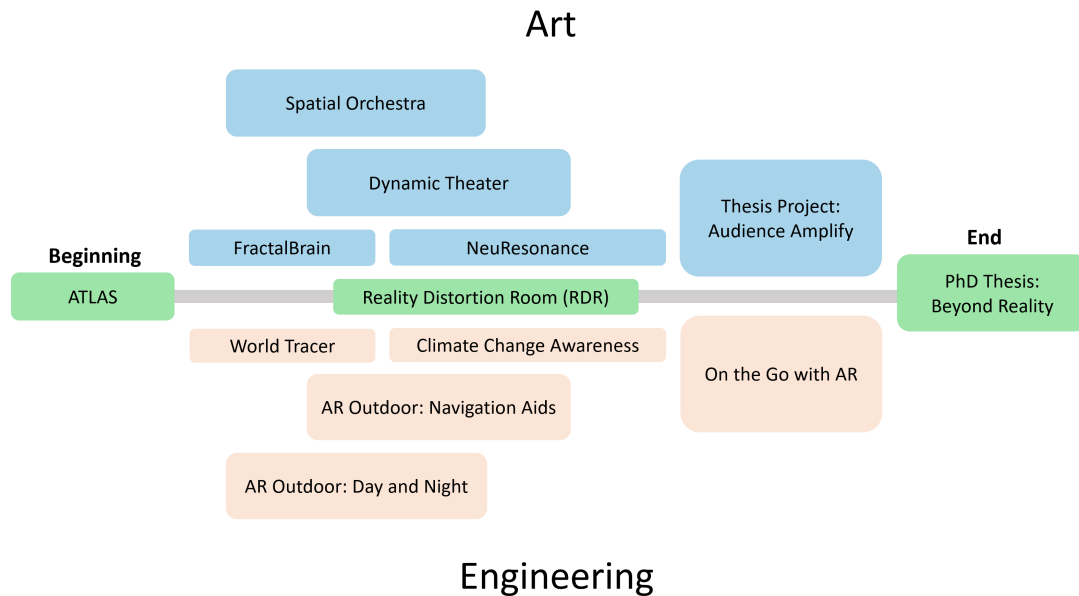 Art
Spatial Orchestra
Dynamic Theater
Thesis Project:
Audience Amplify
FractalBrain
NeuResonance
Beginning
End
ATLAS
Reality Distortion Room (RDR)
PhD Thesis:
Beyond Reality
World Tracer
Climate Change Awareness
On the Go with AR
AR Outdoor: Navigation Aids
AR Outdoor: Day and Night
Engineering